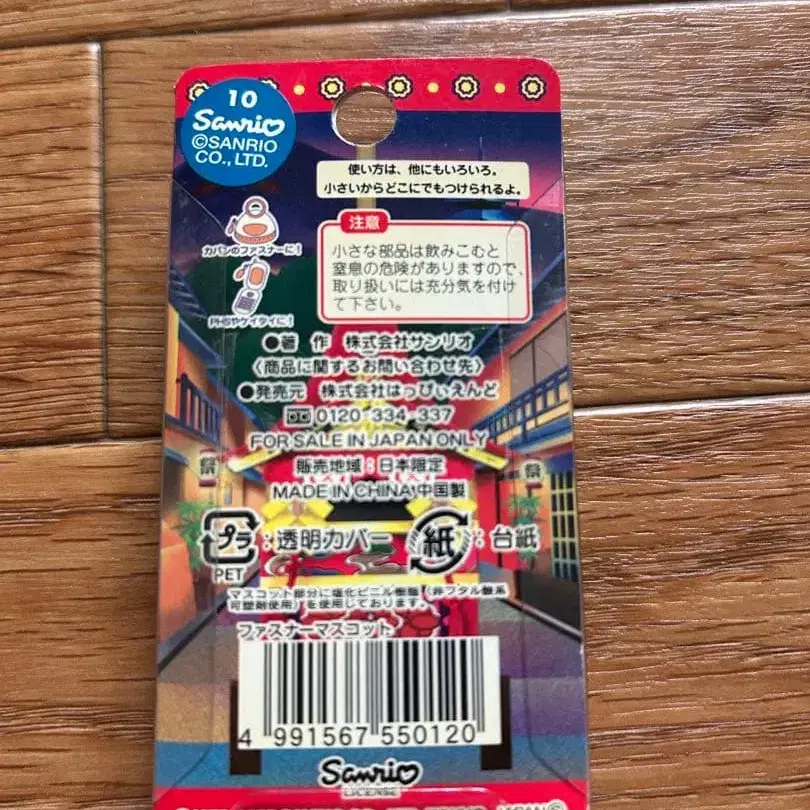 10
Sanrio
©SANRIO
CO., LTD.
使い方は、他にもいろいろ。
小さいからどこにでもつけられるよ。
注意
小さな部品は飲みこむと
窒息の危険がありますので、
取り扱いには充分気を付け
て下さい。
カバンのファスナーに!
PHSやケイタイに!
●著 作 株式会社サンリオ
〈商品に関するお問い合わせ先〉
●発売元 株式会社はっぴぃえんど
0120-334-337
FOR SALE IN JAPAN ONLY
販売地域:日本限定
MADE IN CHINA 中国製
祭 祭
プラ:透明カバー 紙:台紙
PET
マスコット部分に塩化ビニル樹脂(非フタル酸系
可塑剤使用)を使用しております。
ファスナーマスコット
4 991567 550120
Sanrio
LICENSE